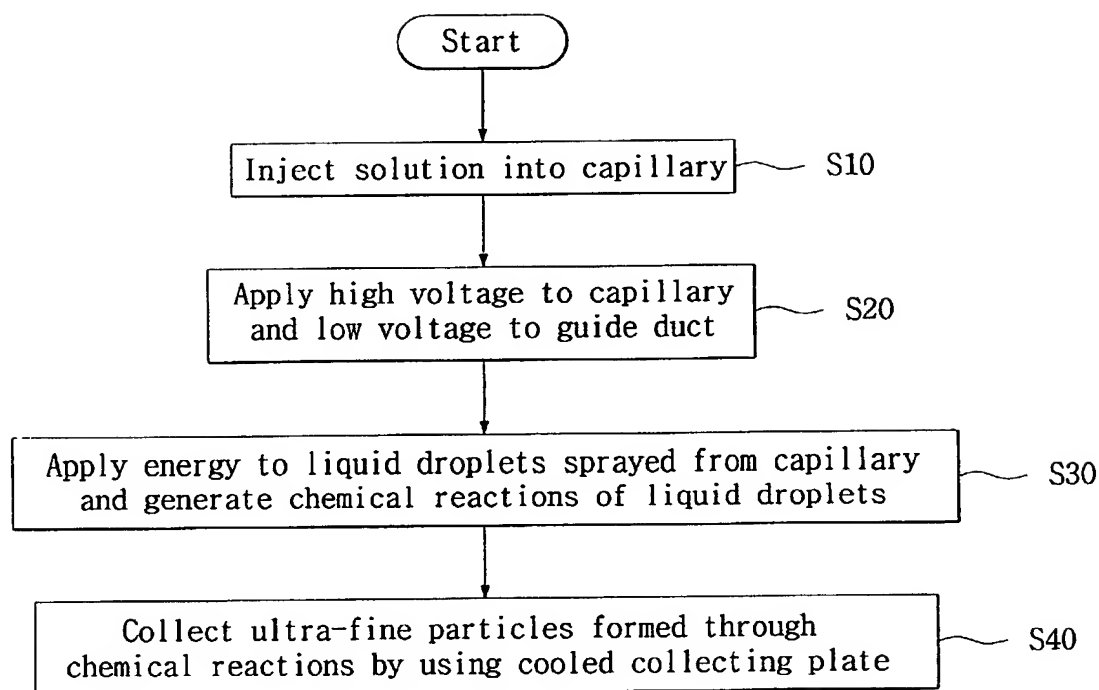 Start
Inject solution into capillary
S10
Apply high voltage to capillary
and low voltage to guide duct
S20
Apply energy to liquid droplets sprayed from capillary
and generate chemical reactions of liquid droplets
S30
Collect ultra-fine particles formed through
chemical reactions by using cooled collecting plate
S40